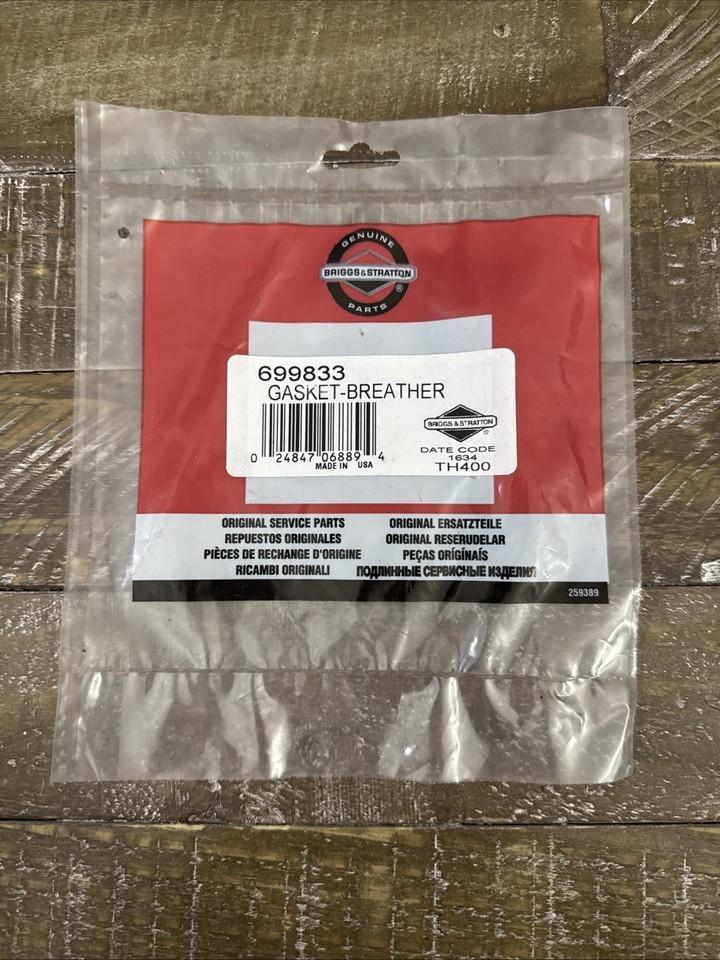 GENUINE
BRIGGS & STRATTON
®
PARTS
699833
GASKET-BREATHER
0 24847 06889 4
MADE IN USA
BRIGGS & STRATTON
®
DATE CODE
1634
TH400
ORIGINAL SERVICE PARTS
ORIGINAL ERSATZTEILE
REPUESTOS ORIGINALES
ORIGINAL RESERUDELAR
PIÈCES DE RECHANGE D'ORIGINE
PEÇAS ORÍGÍNAÍS
RICAMBI ORIGINALI
ПОДЛИННЫЕ СЕРВИСНЫЕ ИЗДЕЛИЯ
259389